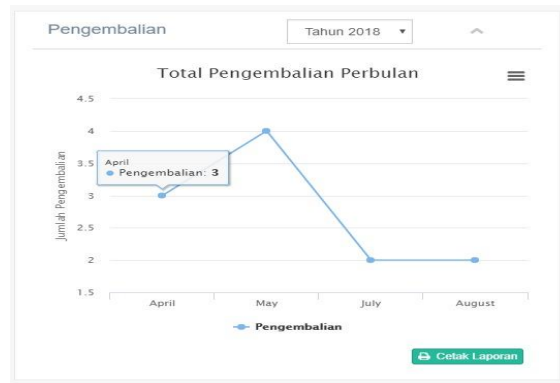 Pengembalian
Tahun 2018
Total Pengembalian Perbulan
Jumlah Pengembalian
4.5
4
3.5
3
2.5
2
1.5
April
Pengembalian: 3
April May July August
Pengembalian
Cetak Laporan